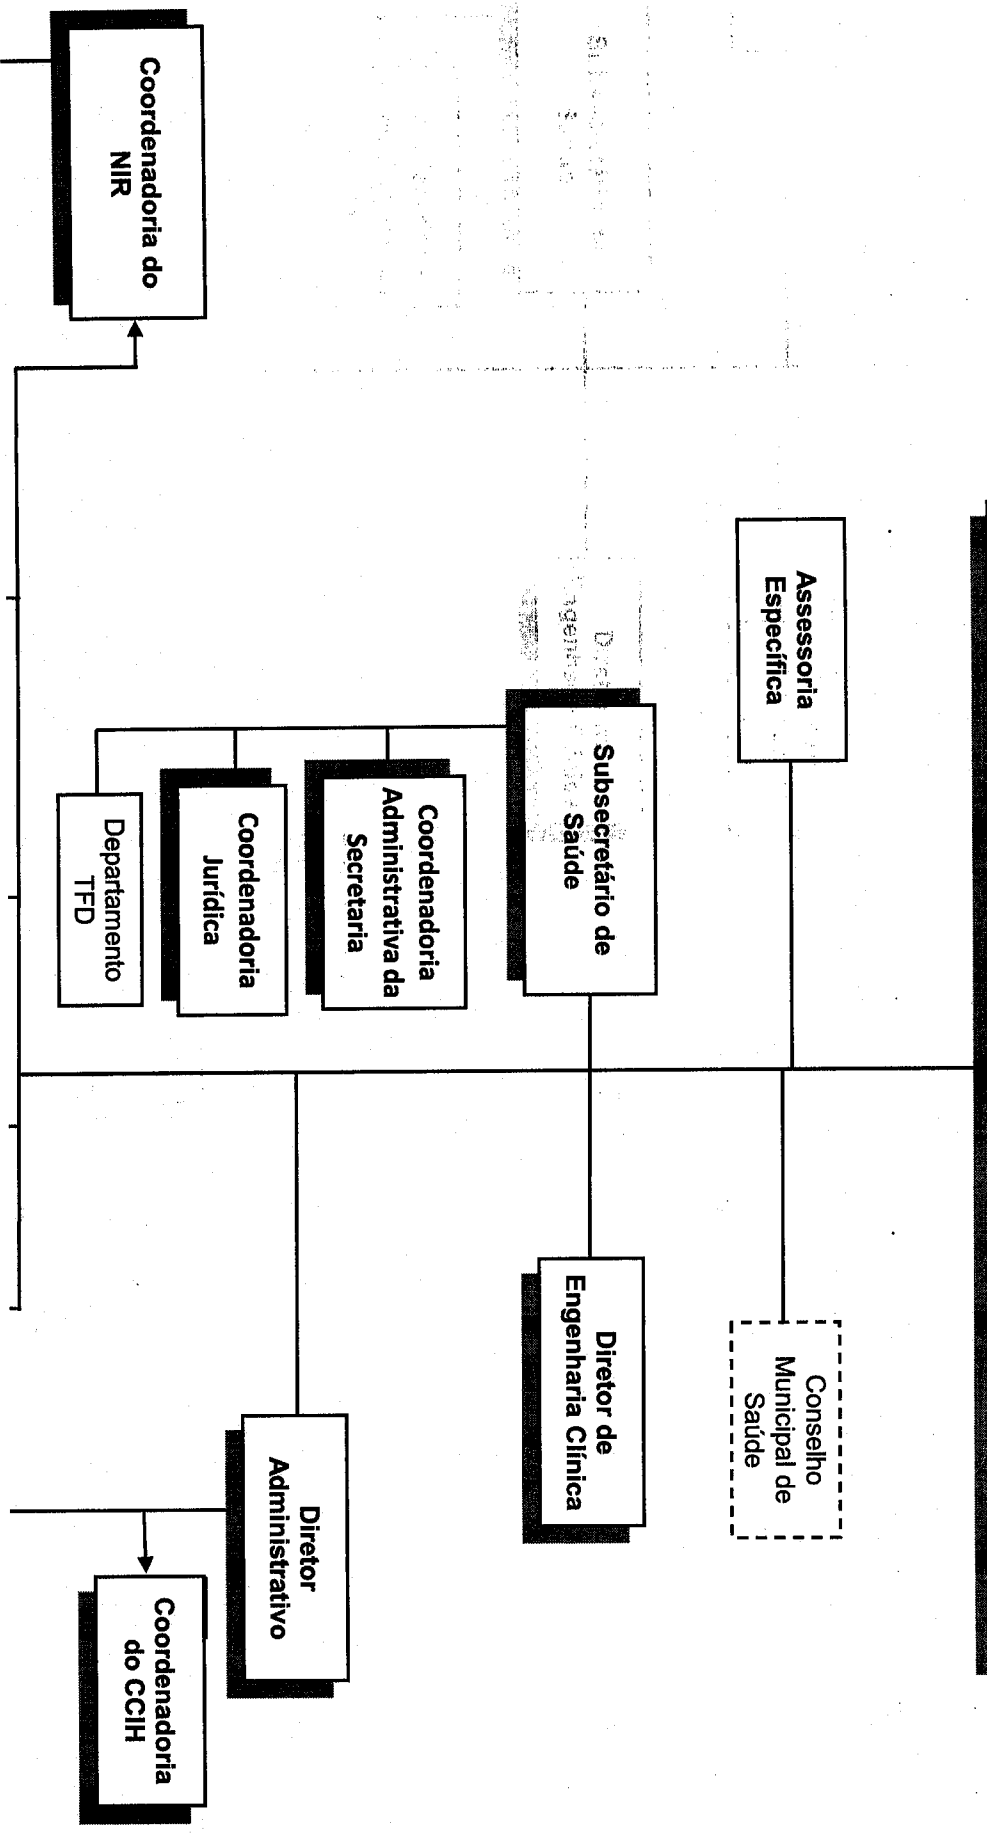 Assessoria
Específica
Conselho
Municipal de
Saúde
Subsecretário de
Saúde
Diretor de
Engenharia Clínica
Coordenadoria
Administrativa da
Secretaria
Coordenadoria
Jurídica
Departamento
TFD
Diretor
Administrativo
Coordenadoria do
NIR
Coordenadoria
do CCIH